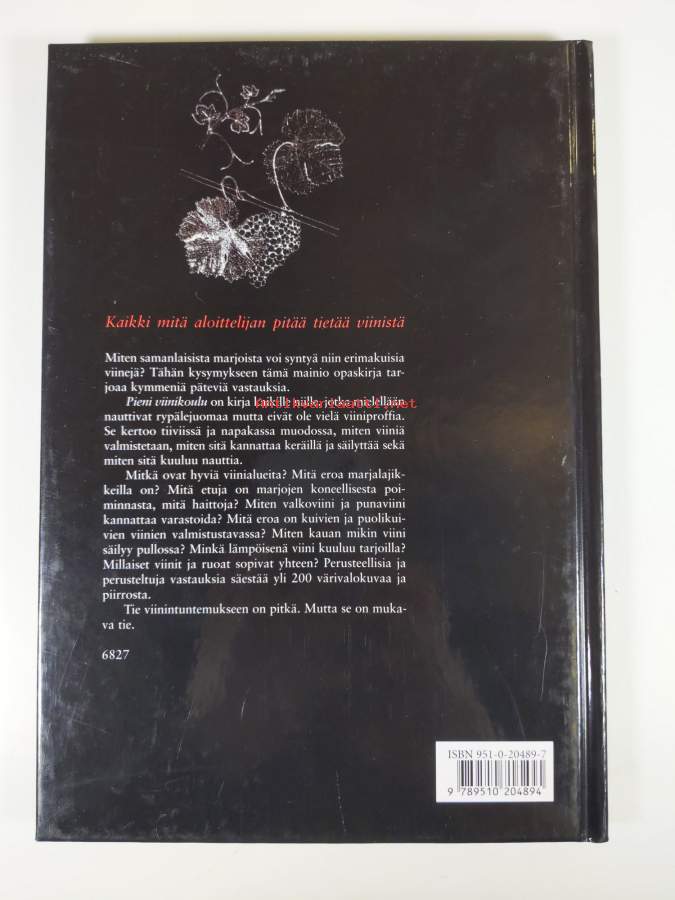 Kaikki mitä aloittelijan pitää tietää viinistä
Miten samanlaisista marjoista voi syntyä niin erimakuisia
viinejä? Tähän kysymykseen tämä mainio opaskirja tar-
joaa kymmeniä päteviä vastauksia.
Pieni viinikoulu on kirja kaikille niille, jotka mielellään
Antikvariaatti.net
nauttivat rypälejuomaa mutta eivät ole vielä viiniproffia.
Se kertoo tiiviissä ja napakassa muodossa, miten viiniä
valmistetaan, miten sitä kannattaa keräillä ja säilyttää sekä
miten sitä kuuluu nauttia.
Mitkä ovat hyviä viinialueita? Mitä eroa marjalajik-
keilla on? Mitä etuja on marjojen koneellisesta poi-
minnasta, mitä haittoja? Miten valkoviini ja punaviini
kannattaa varastoida? Mitä eroa on kuivien ja puolikui-
vien viinien valmistustavassa? Miten kauan mikin viini
säilyy pullossa? Minkä lämpöisenä viini kuuluu tarjoilla?
Millaiset viinit ja ruoat sopivat yhteen? Perusteellisia ja
perusteltuja vastauksia säestää yli 200 värivalokuvaa ja
piirrosta.
Tie viinintuntemukseen on pitkä. Mutta se on muka-
va tie.
6827
ISBN 951-0-20489-7
9 789510 204894